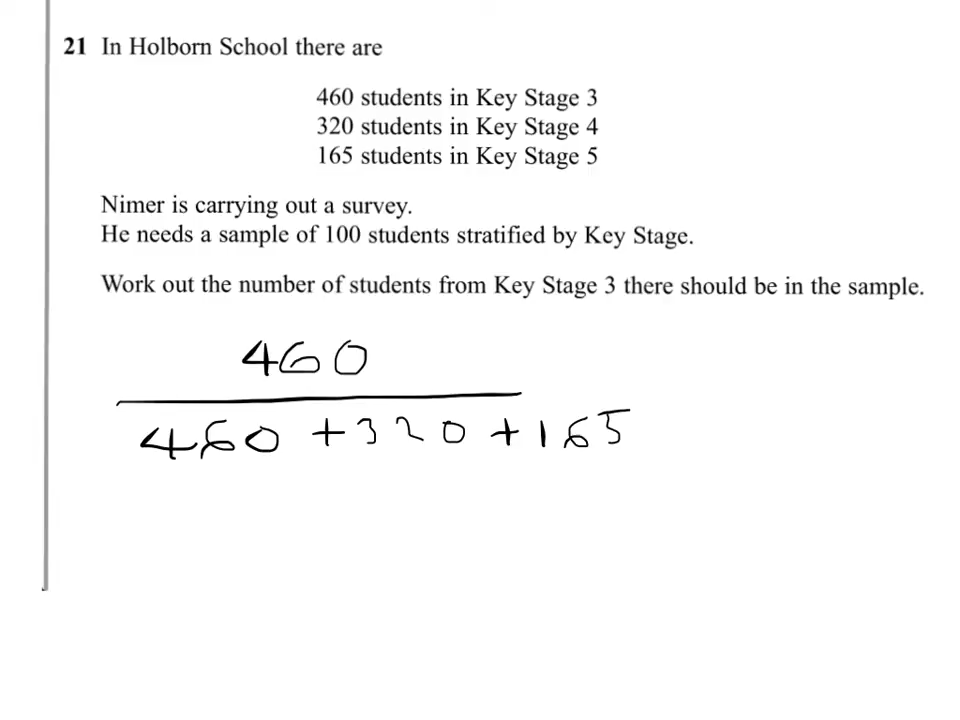 21 In Holborn School there are
460 students in Key Stage 3
320 students in Key Stage 4
165 students in Key Stage 5
Nimer is carrying out a survey.
He needs a sample of 100 students stratified by Key Stage.
Work out the number of students from Key Stage 3 there should be in the sample.
460
460 + 320 + 165